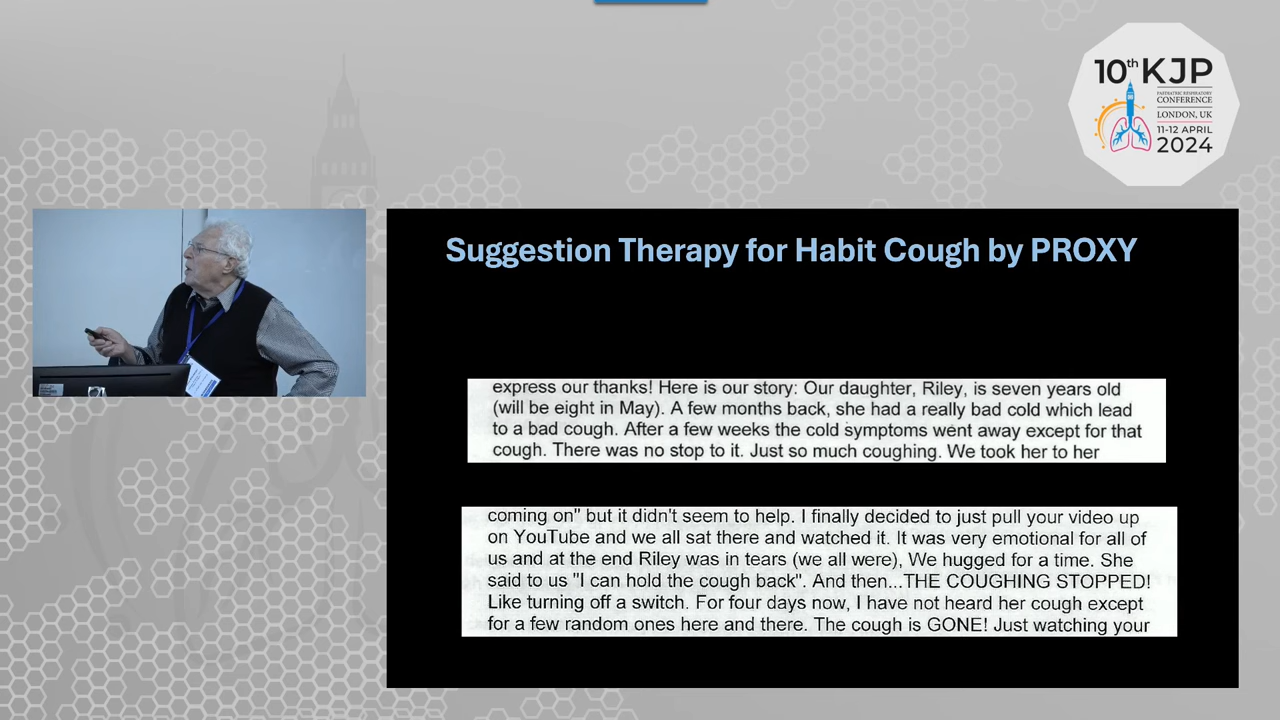 10th KJP
PAEDIATRIC RESPIRATORY
CONFERENCE
LONDON, UK
11-12 APRIL
2024
Suggestion Therapy for Habit Cough by PROXY
express our thanks! Here is our story: Our daughter, Riley, is seven years old
(will be eight in May). A few months back, she had a really bad cold which lead
to a bad cough. After a few weeks the cold symptoms went away except for that
cough. There was no stop to it. Just so much coughing. We took her to her
coming on" but it didn't seem to help. I finally decided to just pull your video up
on YouTube and we all sat there and watched it. It was very emotional for all of
us and at the end Riley was in tears (we all were), We hugged for a time. She
said to us "I can hold the cough back". And then...THE COUGHING STOPPED!
Like turning off a switch. For four days now, I have not heard her cough except
for a few random ones here and there. The cough is GONE! Just watching your